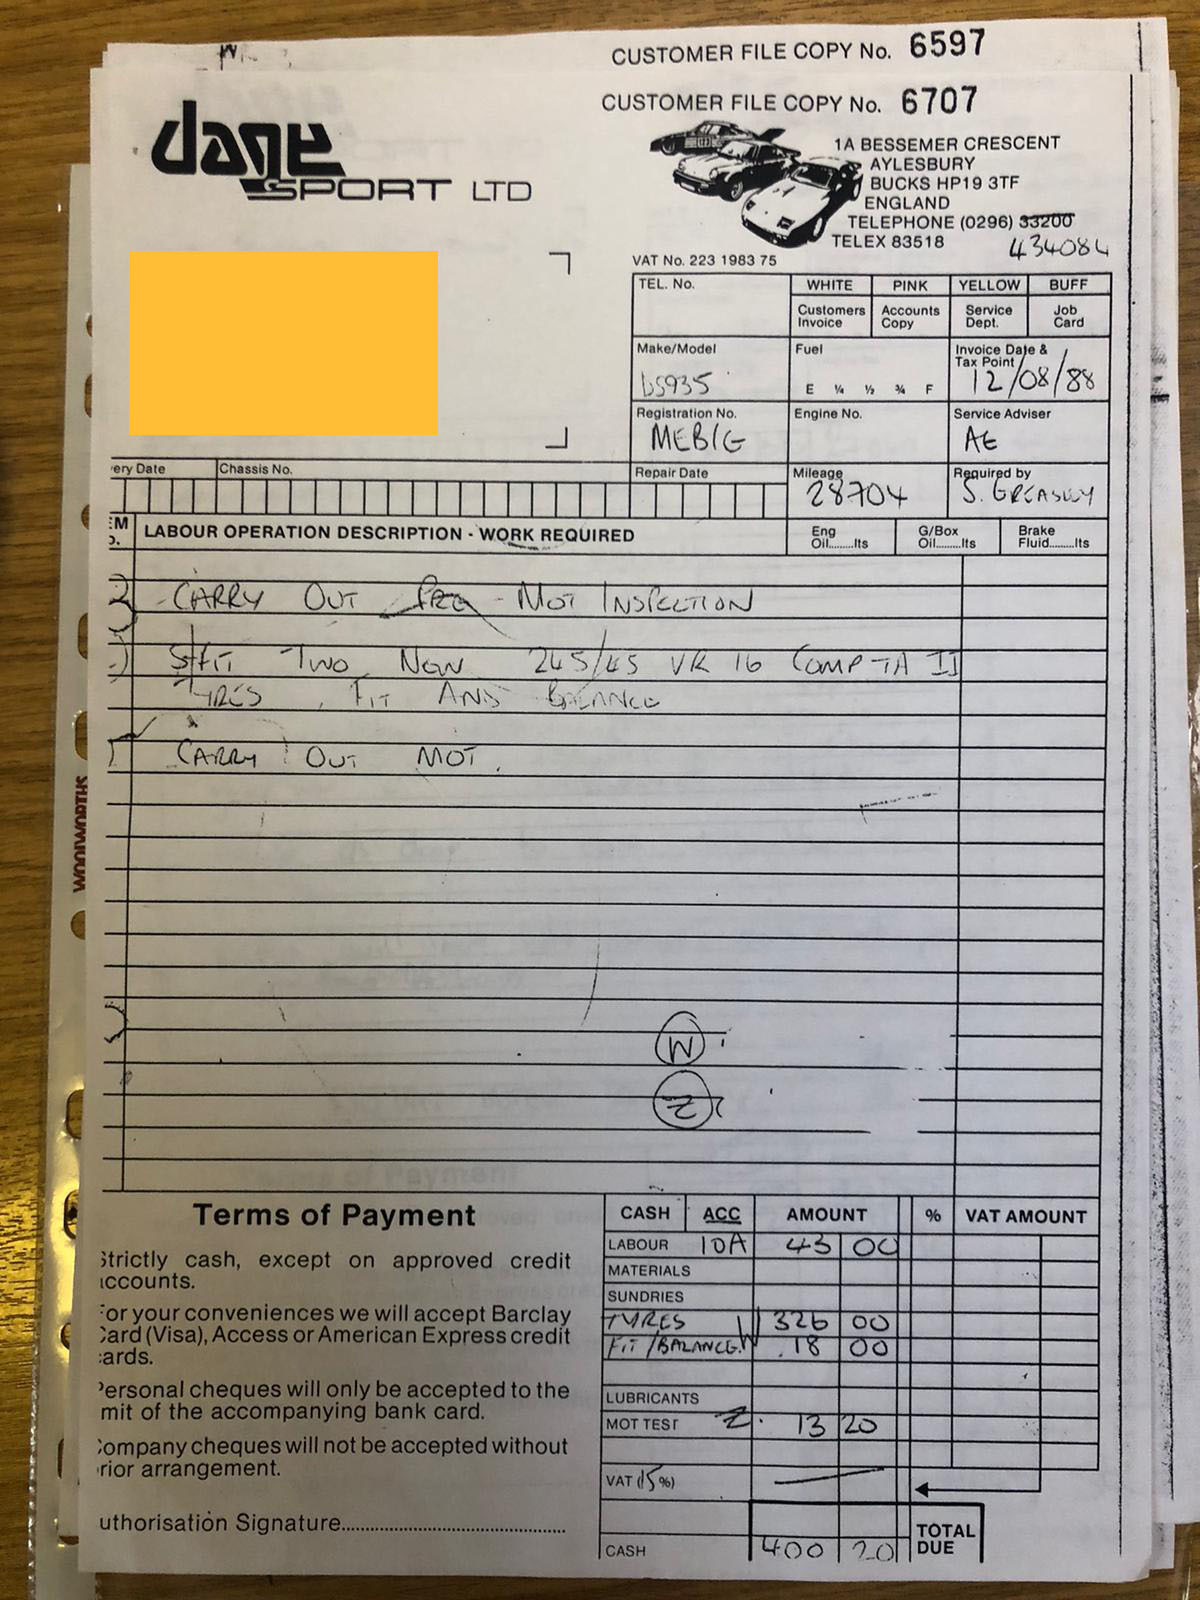 CUSTOMER FILE COPY No. 6597
CUSTOMER FILE COPY No. 6707
dage SPORT LTD
1A BESSEMER CRESCENT
AYLESBURY
BUCKS HP19 3TF
ENGLAND
TELEPHONE (0296) 33200
434084
TELEX 83518
VAT No. 223 1983 75
TEL. No.
WHITE PINK YELLOW BUFF
Customers Invoice Accounts Copy Service Dept. Job Card
Make/Model Fuel Invoice Date & Tax Point
E ¼ ½ ¾ F 12/08/88
Registration No. Engine No. Service Adviser
AE
ery Date Chassis No. Repair Date Mileage Required by
28704 S. GREASLEY
EM
O. LABOUR OPERATION DESCRIPTION - WORK REQUIRED Eng Oil........lts G/Box Oil........lts Brake Fluid........lts
CARRY OUT PRE - MOT INSPECTION
S/FIT TWO NEW 245/45 VR 16 COMP TA II
TYRES, FIT AND BALANCE
CARRY OUT MOT.
W
Z
Terms of Payment
Strictly cash, except on approved credit
accounts.
For your conveniences we will accept Barclay
Card (Visa), Access or American Express credit
cards.
Personal cheques will only be accepted to the
mit of the accompanying bank card.
Company cheques will not be accepted without
rior arrangement.
uthorisation Signature
CASH ACC AMOUNT % VAT AMOUNT
LABOUR 10A 43 00
MATERIALS
SUNDRIES
TYRES W 326 00
FIT/BALANCE. W 18 00
LUBRICANTS
MOT TEST Z. 13 20
VAT (15%)
CASH 400 20 TOTAL DUE
WOOLWORTHS